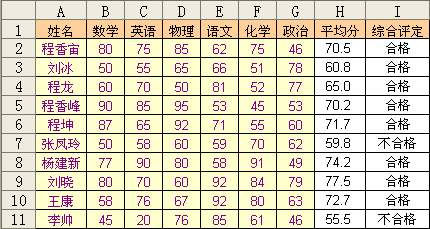 A B C D E F G H I
1 姓名 数学 英语 物理 语文 化学 政治 平均分 综合评定
2 程香宙 80 75 85 62 75 46 70.5 合格
3 刘冰 50 55 65 66 51 78 60.8 合格
4 程龙 60 70 50 81 52 77 65.0 合格
5 程香峰 90 85 95 53 45 53 70.2 合格
6 程坤 87 65 92 71 55 60 71.7 合格
7 张凤玲 50 58 60 59 70 62 59.8 不合格
8 杨建新 77 90 80 58 91 49 74.2 合格
9 刘晓 80 70 60 92 84 79 77.5 合格
10 王康 58 76 67 92 80 63 72.7 合格
11 李帅 45 20 76 85 61 46 55.5 不合格